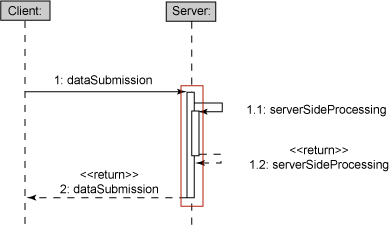 Client:
Server:
1: dataSubmission
1.1: serverSideProcessing
<<return>>
1.2: serverSideProcessing
<<return>>
2: dataSubmission